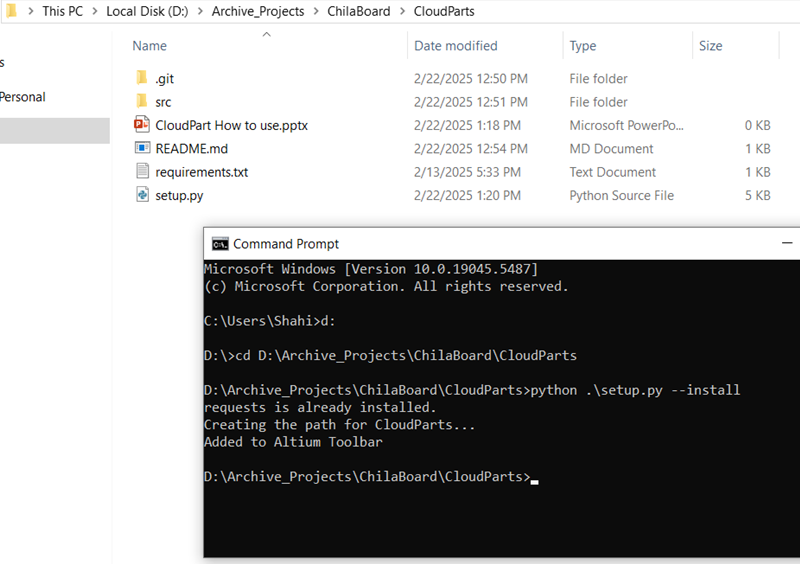 This PC > Local Disk (D:) > Archive_Projects > ChilaBoard > CloudParts
Name Date modified Type Size
s
.git 2/22/2025 12:50 PM File folder
Personal
src 2/22/2025 12:51 PM File folder
CloudPart How to use.pptx 2/22/2025 1:18 PM Microsoft PowerPo... 0 KB
README.md 2/22/2025 12:54 PM MD Document 1 KB
requirements.txt 2/13/2025 5:33 PM Text Document 1 KB
setup.py 2/22/2025 1:20 PM Python Source File 5 KB
Command Prompt
Microsoft Windows [Version 10.0.19045.5487]
(c) Microsoft Corporation. All rights reserved.
C:\Users\Shahi>d:
D:\>cd D:\Archive_Projects\ChilaBoard\CloudParts
D:\Archive_Projects\ChilaBoard\CloudParts>python .\setup.py --install
requests is already installed.
Creating the path for CloudParts...
Added to Altium Toolbar
D:\Archive_Projects\ChilaBoard\CloudParts>